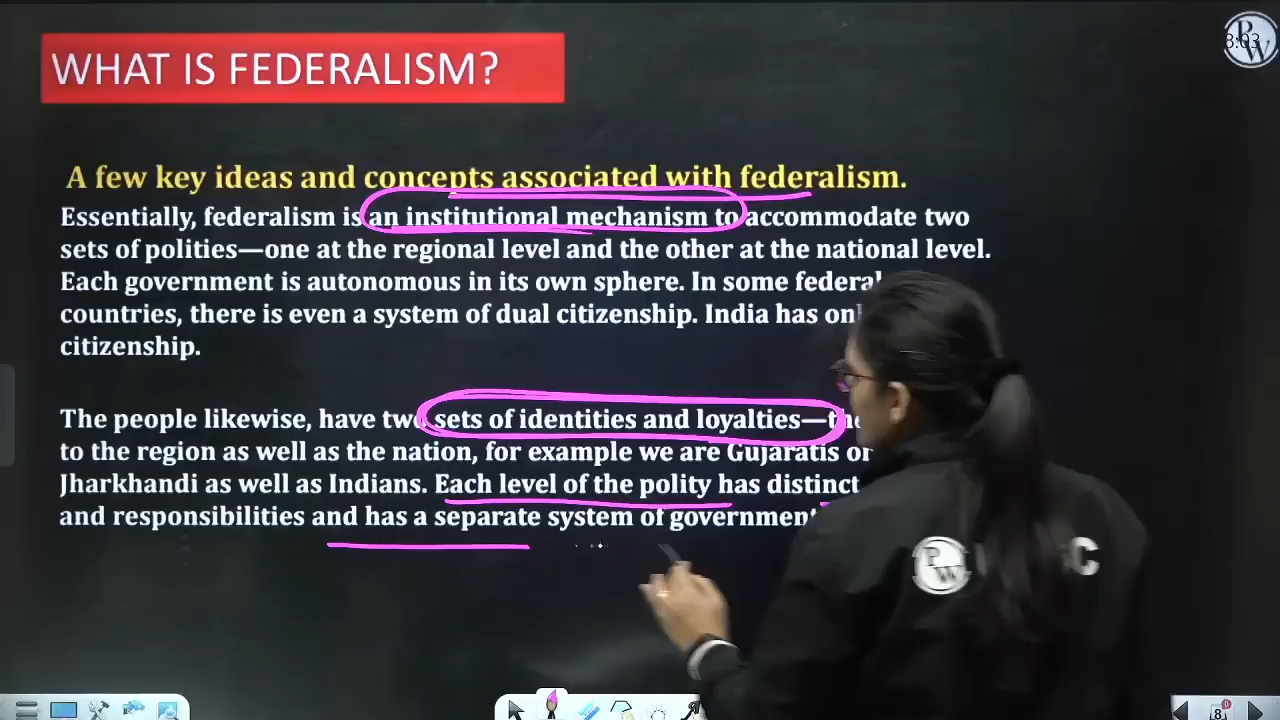 WHAT IS FEDERALISM?
A few key ideas and concepts associated with federalism.
Essentially, federalism is an institutional mechanism to accommodate two
sets of polities—one at the regional level and the other at the national level.
Each government is autonomous in its own sphere. In some federal
countries, there is even a system of dual citizenship. India has
citizenship.
The people likewise, have two sets of identities and loyalties—
to the region as well as the nation, for example we are Gujaratis or
Jharkhandi as well as Indians. Each level of the polity has distinct
and responsibilities and has a separate system of government
PW
PW
8